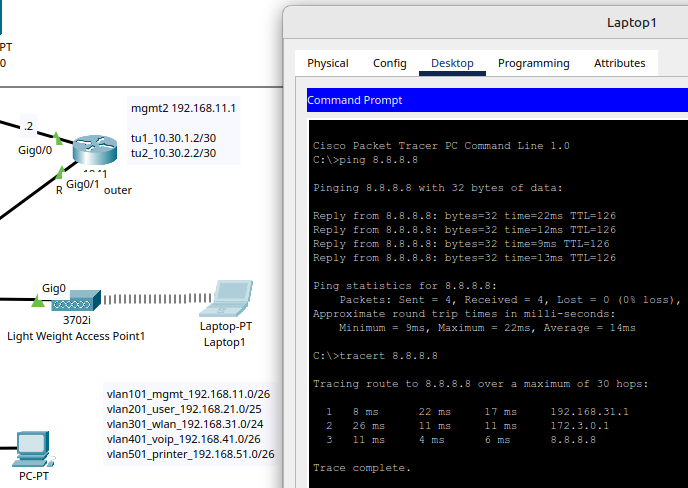 PT
0
.2
Gig0/0
Gig0/1
R
outer
mgmt2 192.168.11.1
tu1_10.30.1.2/30
tu2_10.30.2.2/30
Gig0
3702i
Light Weight Access Point1
Laptop-PT
Laptop1
vlan101_mgmt_192.168.11.0/26
vlan201_user_192.168.21.0/25
vlan301_wlan_192.168.31.0/24
vlan401_voip_192.168.41.0/26
vlan501_printer_192.168.51.0/26
PC-PT
Laptop1
Physical Config Desktop Programming Attributes
Command Prompt
Cisco Packet Tracer PC Command Line 1.0
C:\>ping 8.8.8.8
Pinging 8.8.8.8 with 32 bytes of data:
Reply from 8.8.8.8: bytes=32 time=22ms TTL=126
Reply from 8.8.8.8: bytes=32 time=12ms TTL=126
Reply from 8.8.8.8: bytes=32 time=9ms TTL=126
Reply from 8.8.8.8: bytes=32 time=13ms TTL=126
Ping statistics for 8.8.8.8:
Packets: Sent = 4, Received = 4, Lost = 0 (0% loss),
Approximate round trip times in milli-seconds:
Minimum = 9ms, Maximum = 22ms, Average = 14ms
C:\>tracert 8.8.8.8
Tracing route to 8.8.8.8 over a maximum of 30 hops:
1 8 ms 22 ms 17 ms 192.168.31.1
2 26 ms 11 ms 11 ms 172.3.0.1
3 11 ms 4 ms 6 ms 8.8.8.8
Trace complete.